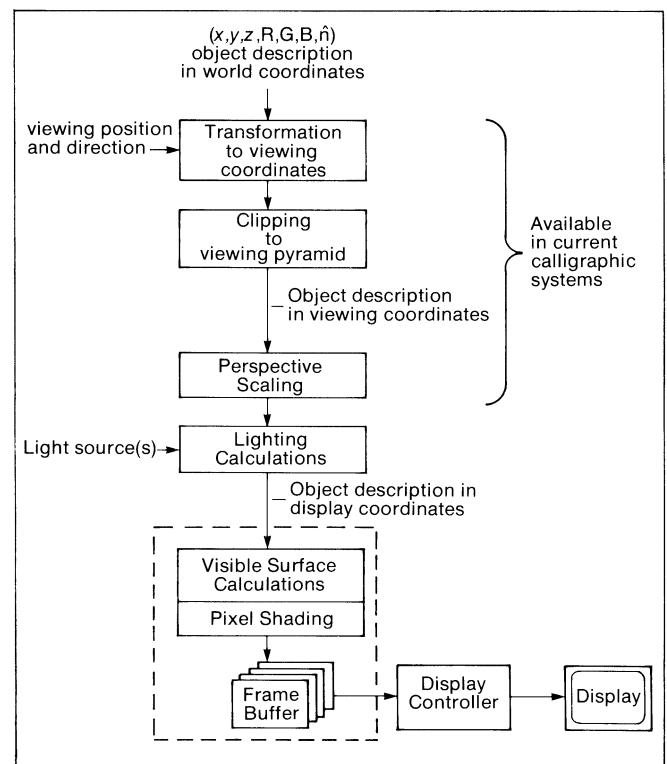 (x,y,z,R,G,B,n̂)
object description
in world coordinates
viewing position
and direction
Transformation
to viewing
coordinates
Clipping
to
viewing pyramid
Available
in current
calligraphic
systems
Object description
in viewing coordinates
Perspective
Scaling
Light source(s)
Lighting
Calculations
Object description in
display coordinates
Visible Surface
Calculations
Pixel Shading
Frame
Buffer
Display
Controller
Display